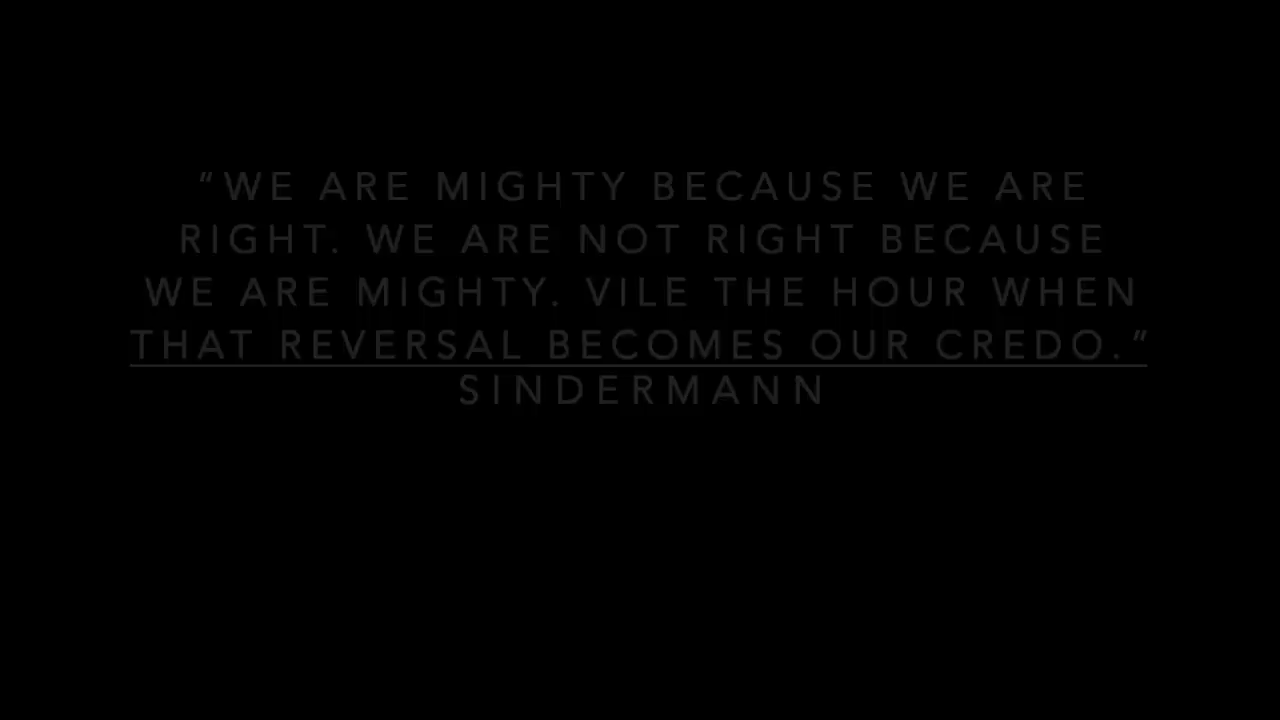 “WE ARE MIGHTY BECAUSE WE ARE
RIGHT. WE ARE NOT RIGHT BECAUSE
WE ARE MIGHTY. VILE THE HOUR WHEN
THAT REVERSAL BECOMES OUR CREDO.”
SINDERMANN